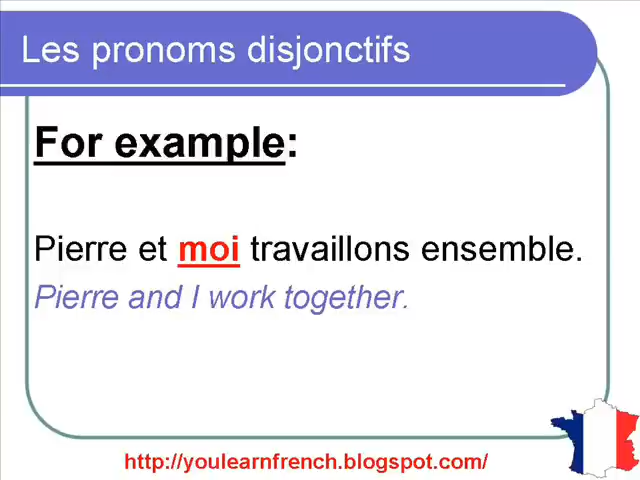 Les pronoms disjonctifs
For example:
Pierre et moi travaillons ensemble.
Pierre and I work together.
http://youlearnfrench.blogspot.com/